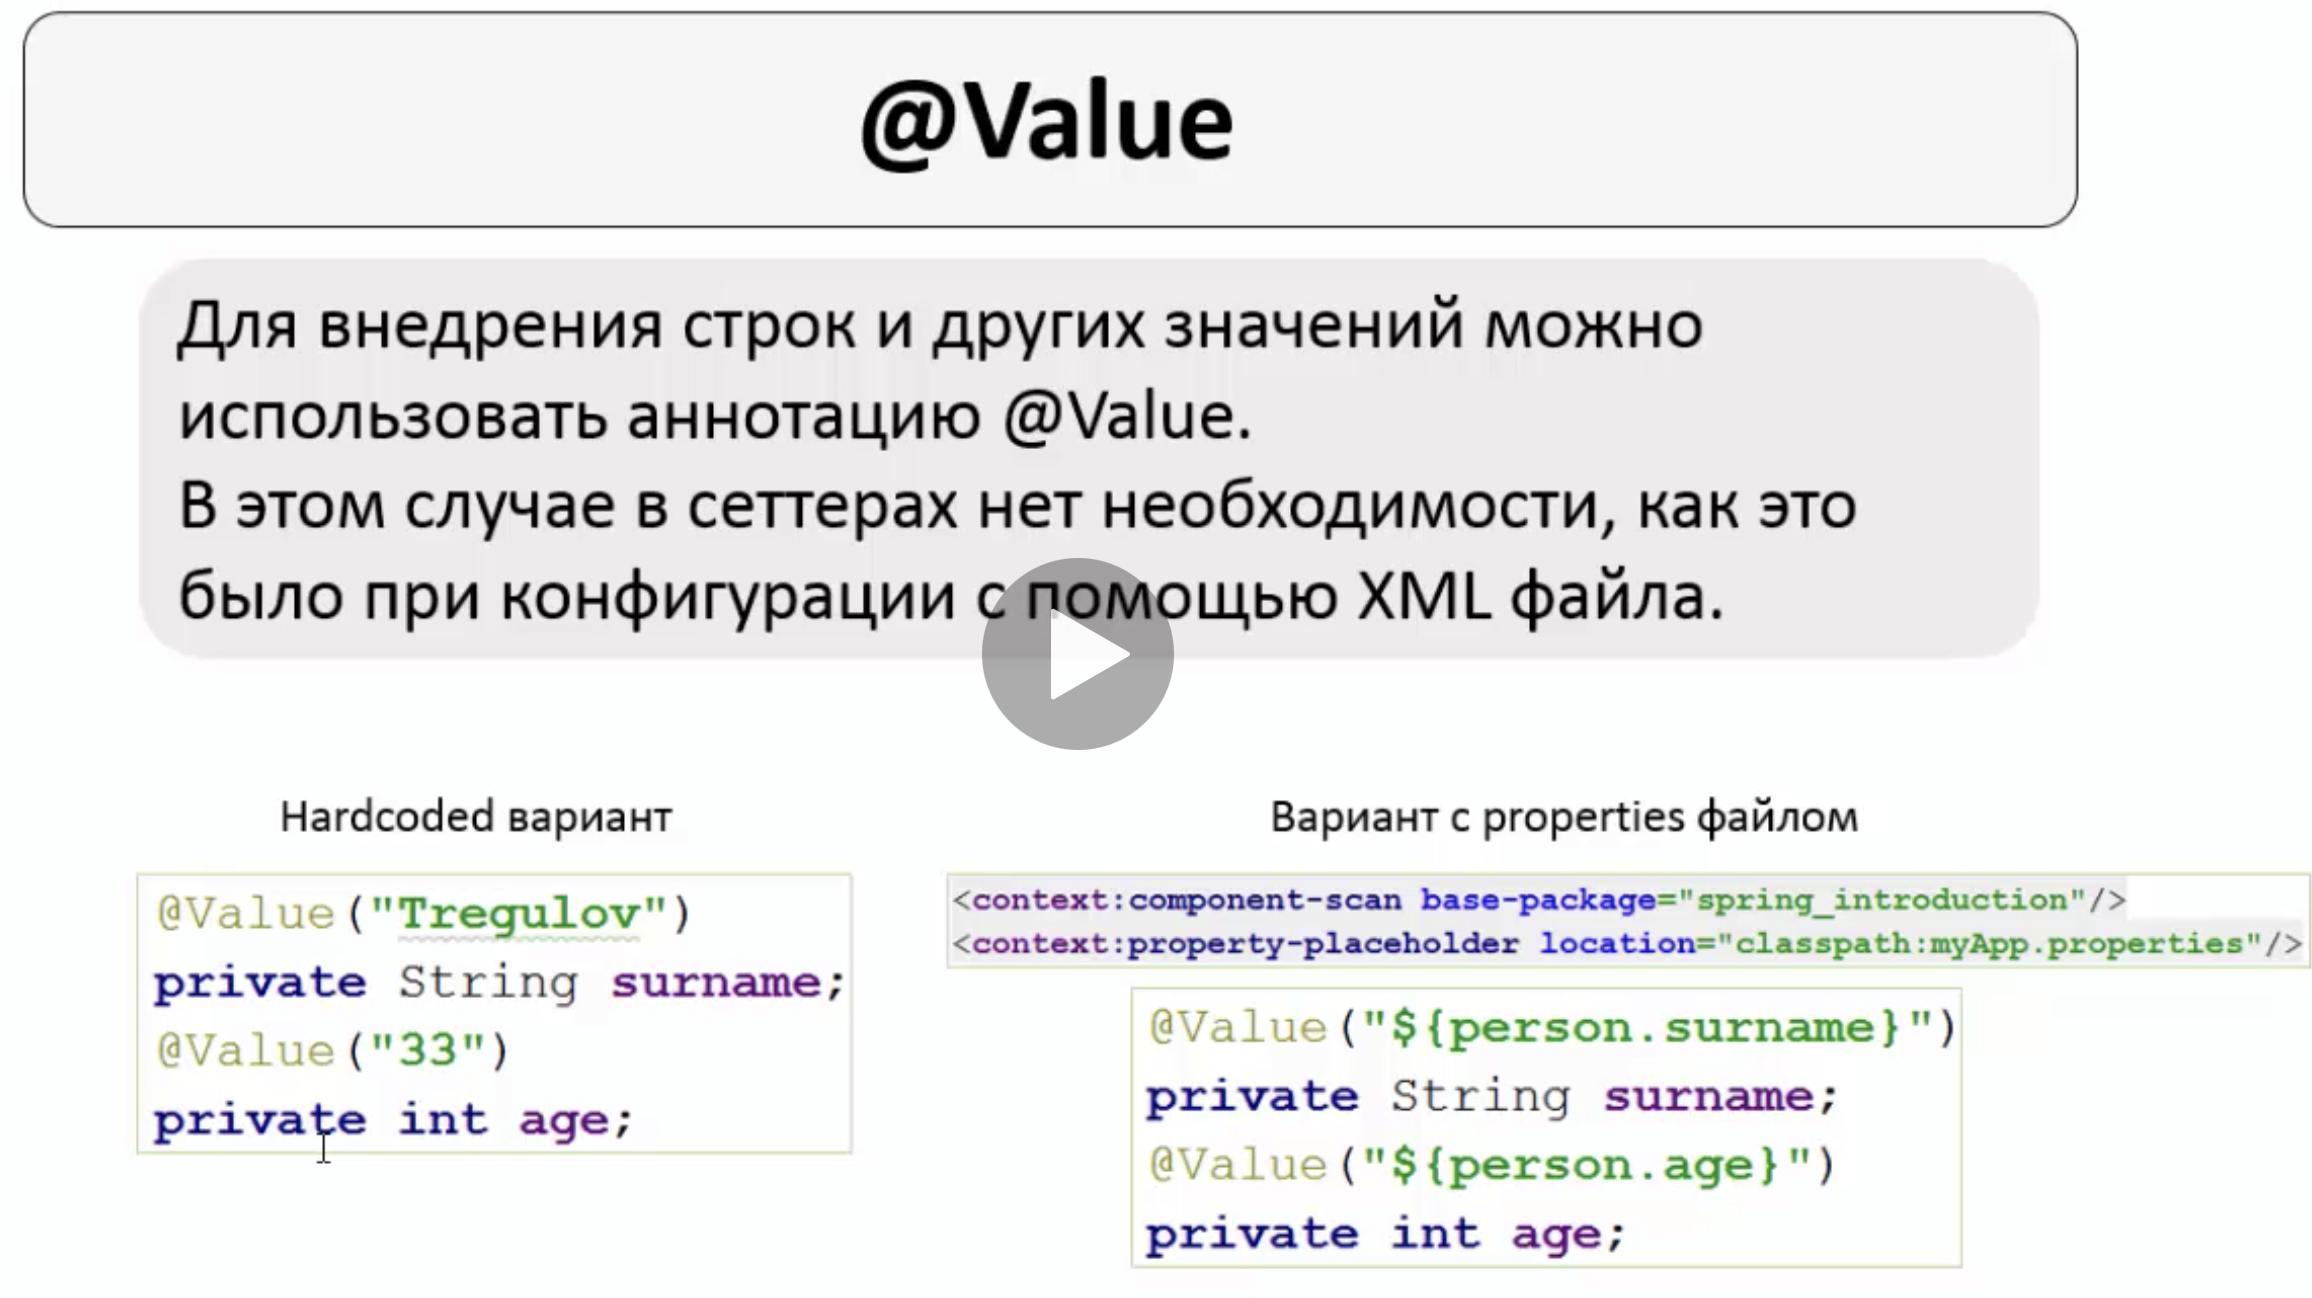 @Value
Для внедрения строк и других значений можно
использовать аннотацию @Value.
В этом случае в сеттерах нет необходимости, как это
было при конфигурации с помощью XML файла.
Hardcoded вариант
@Value("Tregulov")
private String surname;
@Value("33")
private int age;
Вариант с properties файлом
<context:component-scan base-package="spring_introduction"/>
<context:property-placeholder location="classpath:myApp.properties"/>
@Value("${person.surname}")
private String surname;
@Value("${person.age}")
private int age;